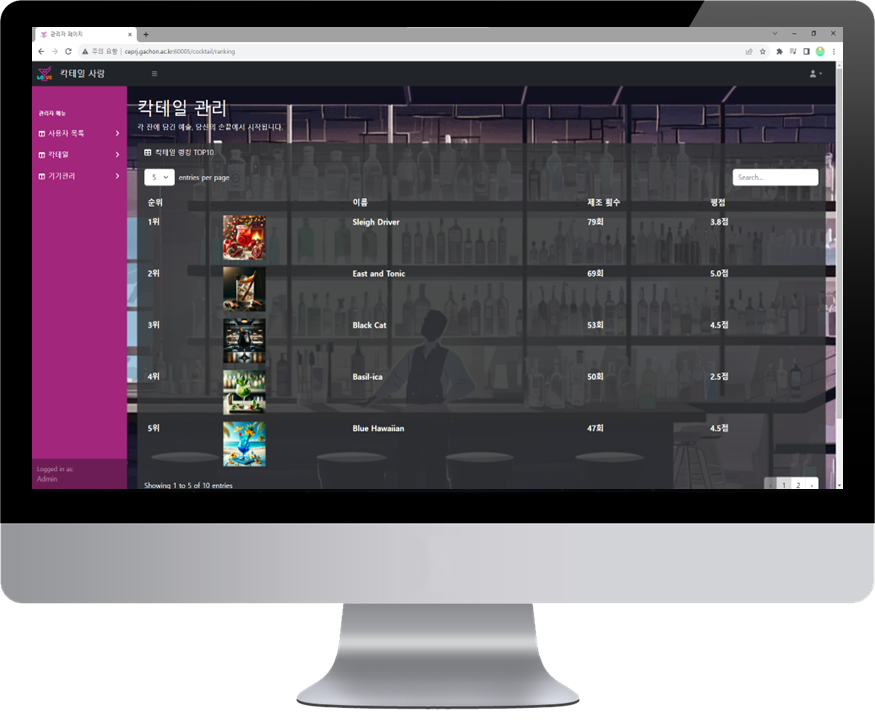 관리자 페이지
주의 요함 | ceprj.gachon.ac.kr:60005/cocktail/ranking
칵테일 사랑
관리자 메뉴
사용자 목록
칵테일
기기관리
Logged in as:
Admin
칵테일 관리
각 잔에 담긴 예술, 당신의 손끝에서 시작됩니다.
칵테일 랭킹 TOP10
5 entries per page
Search...
순위 이름 제조 횟수 평점
1위 Sleigh Driver 79회 3.8점
2위 East and Tonic 69회 5.0점
3위 Black Cat 53회 4.5점
4위 Basil-ica 50회 2.5점
5위 Blue Hawaiian 47회 4.5점
Showing 1 to 5 of 10 entries
‹ 1 2 ›